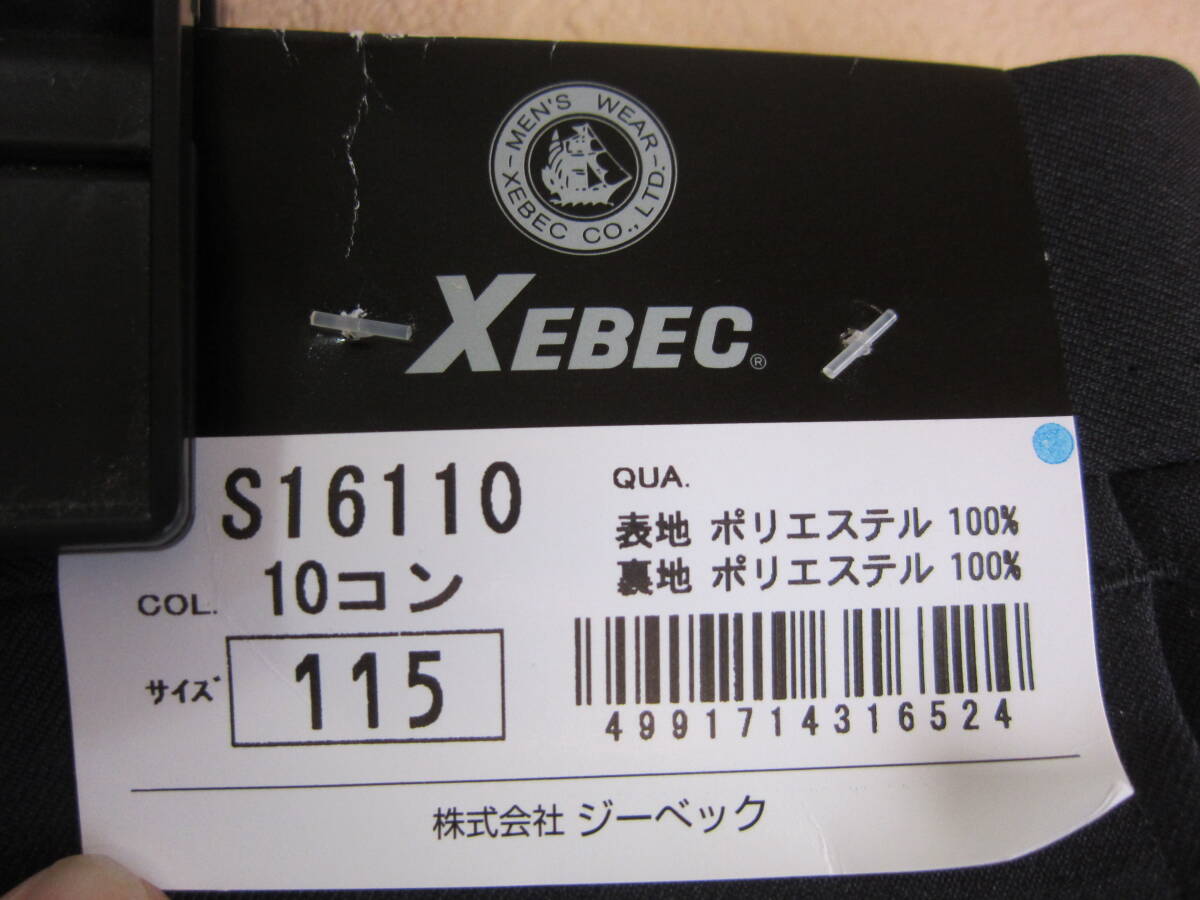 MEN'S WEAR
XEBEC CO., LTD.
XEBEC®
S16110
COL. 10コン
サイズ 115
QUA.
表地 ポリエステル 100%
裏地 ポリエステル 100%
4991714316524
株式会社 ジーベック